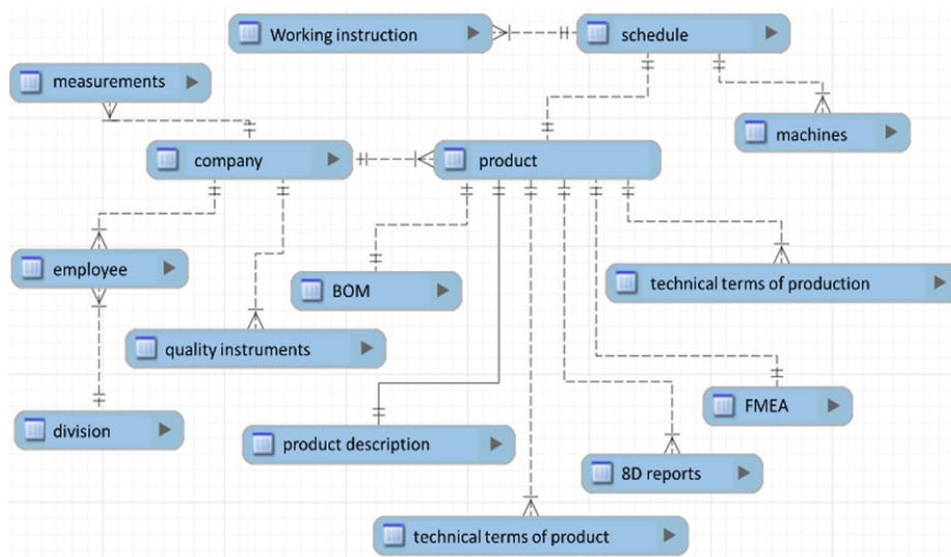 Working instruction
schedule
measurements
machines
company
product
employee
BOM
technical terms of production
quality instruments
FMEA
division
product description
8D reports
technical terms of product